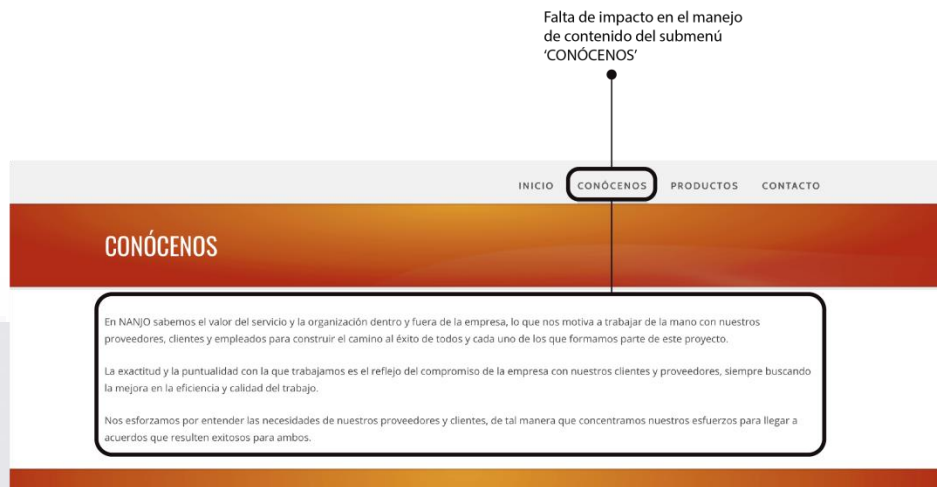 Falta de impacto en el manejo
de contenido del submenú
‘CONÓCENOS’
INICIO CONÓCENOS PRODUCTOS CONTACTO
CONÓCENOS
En NANJO sabemos el valor del servicio y la organización dentro y fuera de la empresa, lo que nos motiva a trabajar de la mano con nuestros
proveedores, clientes y empleados para construir el camino al éxito de todos y cada uno de los que formamos parte de este proyecto.
La exactitud y la puntualidad con la que trabajamos es el reflejo del compromiso de la empresa con nuestros clientes y proveedores, siempre buscando
la mejora en la eficiencia y calidad del trabajo.
Nos esforzamos por entender las necesidades de nuestros proveedores y clientes, de tal manera que concentramos nuestros esfuerzos para llegar a
acuerdos que resulten exitosos para ambos.